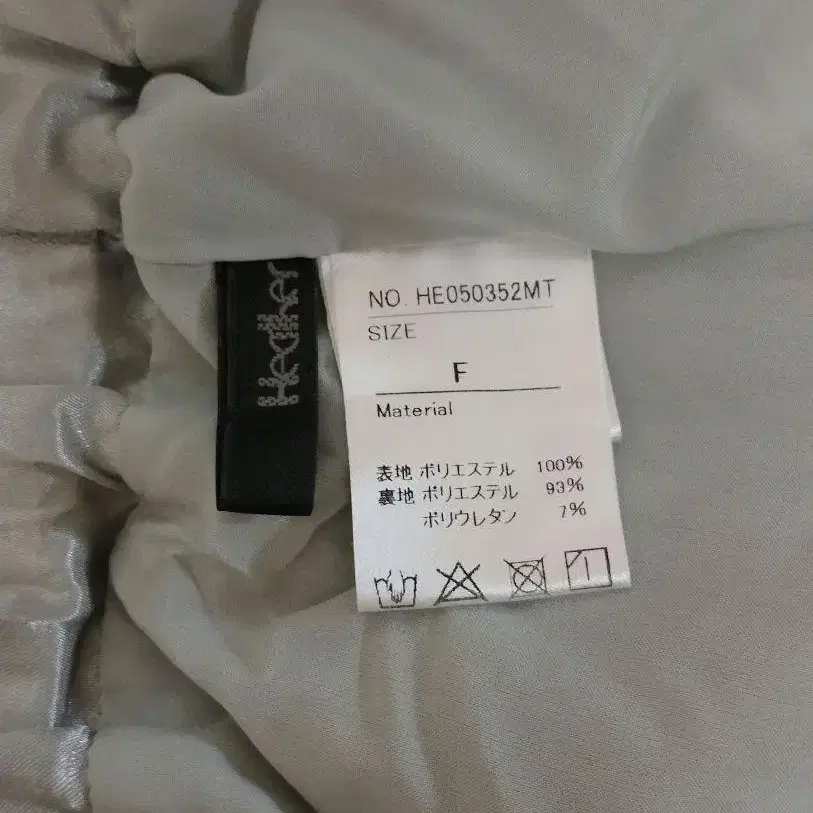 Heather
NO. HE050352MT
SIZE
F
Material
表地 ポリエステル 100%
裏地 ポリエステル 93%
ポリウレタン 7%